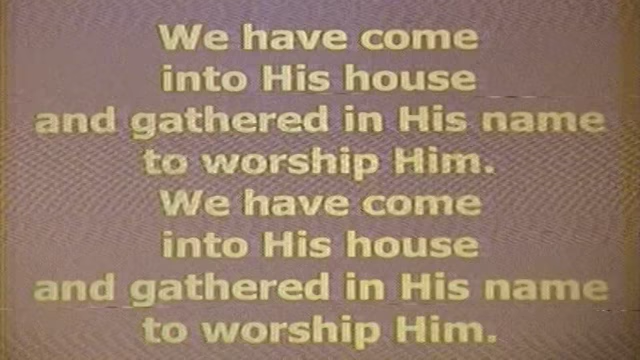 We have come
into His house
and gathered in His name
to worship Him.
We have come
into His house
and gathered in His name
to worship Him.